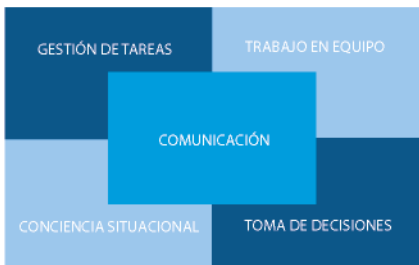 GESTIÓN DE TAREAS
TRABAJO EN EQUIPO
COMUNICACIÓN
CONCIENCIA SITUACIONAL
TOMA DE DECISIONES